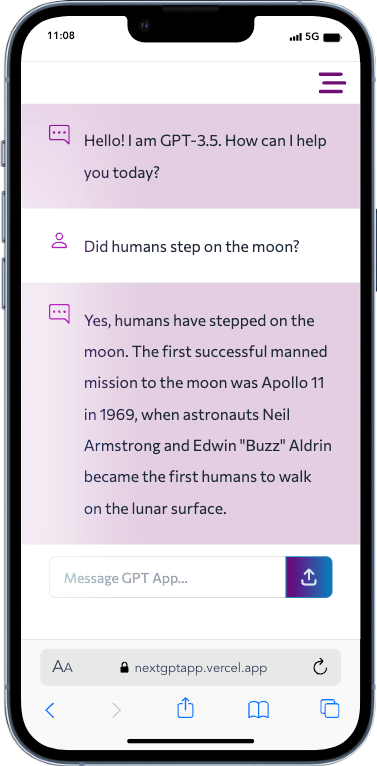 11:08
5G
Hello! I am GPT-3.5. How can I help
you today?
Did humans step on the moon?
Yes, humans have stepped on the
moon. The first successful manned
mission to the moon was Apollo 11
in 1969, when astronauts Neil
Armstrong and Edwin "Buzz" Aldrin
became the first humans to walk
on the lunar surface.
Message GPT App...
AA
nextgptapp.vercel.app